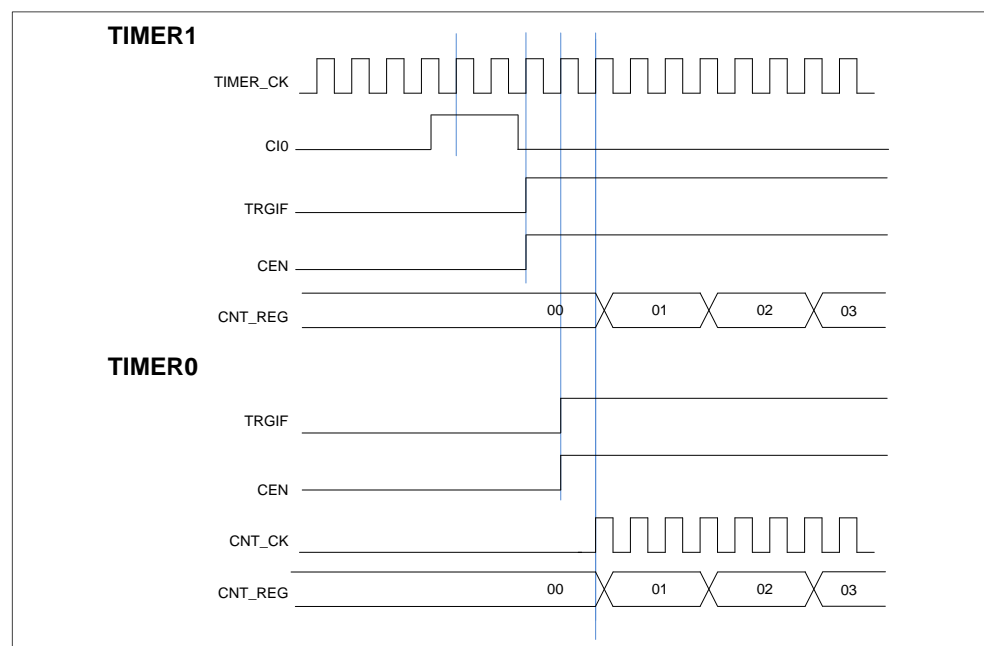 TIMER1
TIMER_CK
CI0
TRGIF
CEN
CNT_REG 00 01 02 03
TIMER0
TRGIF
CEN
CNT_CK
CNT_REG 00 01 02 03